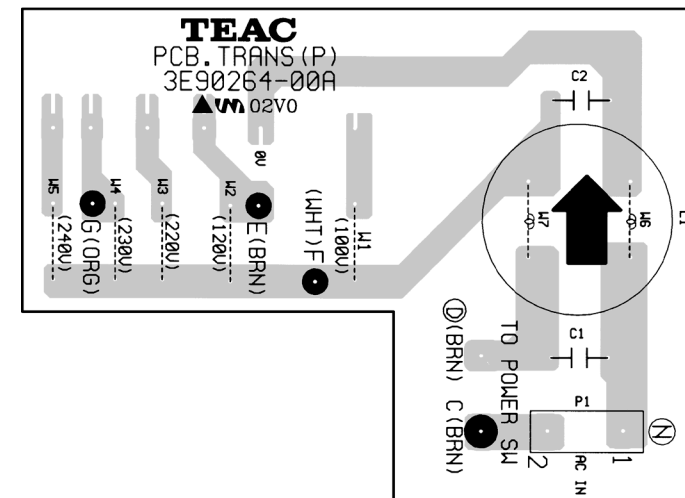 TEAC
PCB.TRANS(P)
3E90264-00A
02V0
0V
C2
W5
W4
W3
W2
W1
(240V)
G(ORG)
(230V)
(220V)
(120V)
E(BRN)
(WHT)F
(100V)
W7
W6
C1
D(BRN)
TO POWER SW
C(BRN)
P1
N
2
1
AC IN